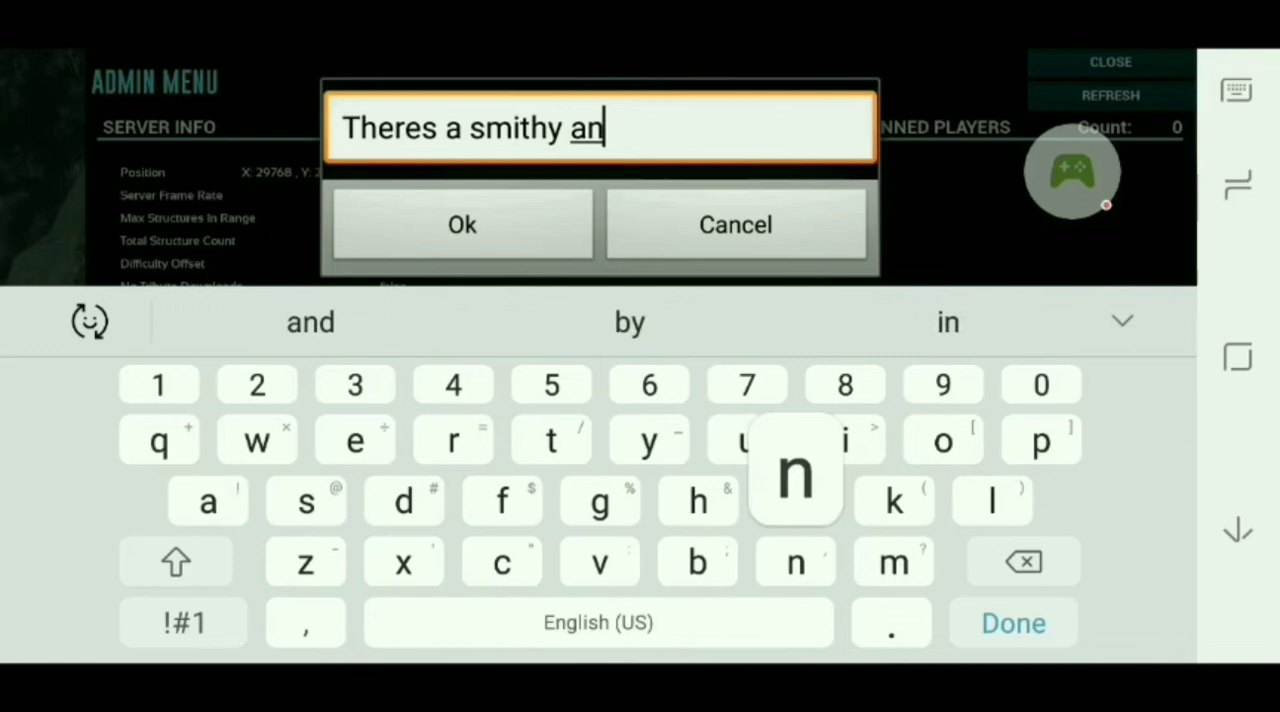 ADMIN MENU
CLOSE
REFRESH
SERVER INFO
NNED PLAYERS Count: 0
Position X: 29768 , Y: 2
Server Frame Rate
Max Structures In Range
Total Structure Count
Difficulty Offset
Theres a smithy an
Ok Cancel
and by in
1 2 3 4 5 6 7 8 9 0
q + w × e ÷ r = t / y _ u i > o [ p ]
n
a ! s @ d # f $ g % h & k ( l )
z - x ' c " v : b ; n , m ?
!#1 , English (US) . Done